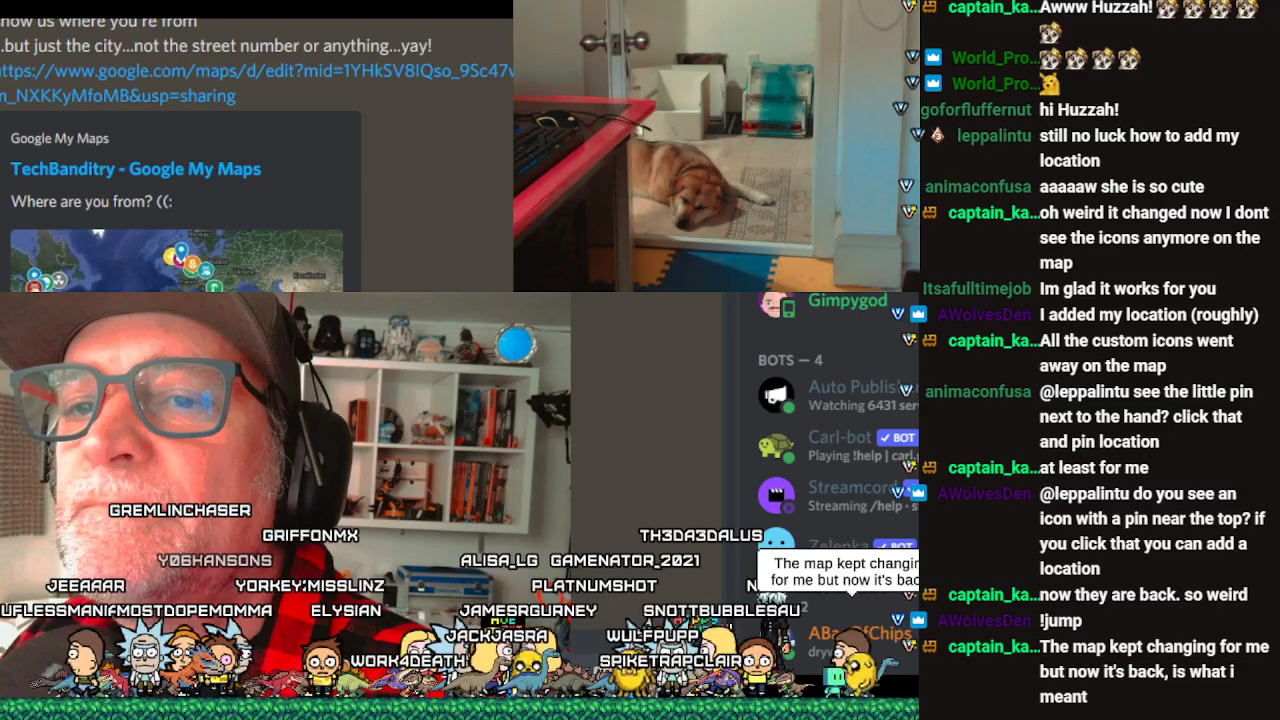 how us where you're from
..but just the city...not the street number or anything...yay!
https://www.google.com/maps/d/edit?mid=1YHkSV8IQso_9Sc47v
m_NXKKyMfoMB&usp=sharing
Google My Maps
TechBanditry - Google My Maps
Where are you from? ((:
Gimpygod
BOTS — 4
Auto Publish
Watching 6431 serv
Carl-bot BOT
Playing !help | carl.g
Streamcord
Streaming /help · s
Zelenka BOT
The map kept changin
for me but now it's bac
ABa OfChips
GREMLINCHASER
GRIFFONMX
TH3DA3DALUS
Y06HANSONS
ALISA_LG
GAMENATOR_2021
JEEAAAR
YORKEY:MISSLINZ
PLATNUMSHOT
ELYSIAN
JAMESRGURNEY
SNOTTBUBBLESAU
JACKJASRA
WULFPUPP
WORK4DEATH
SPIKETRAPCLAIR
captain_ka... Awww Huzzah!
World_Pro...
World_Pro...
goforfluffernut hi Huzzah!
leppalintu still no luck how to add my
location
animaconfusa aaaaaw she is so cute
captain_ka... oh weird it changed now I dont
see the icons anymore on the
map
Itsafulltimejob Im glad it works for you
AWolvesDen I added my location (roughly)
captain_ka... All the custom icons went
away on the map
animaconfusa @leppalintu see the little pin
next to the hand? click that
and pin location
captain_ka... at least for me
AWolvesDen @leppalintu do you see an
icon with a pin near the top? if
you click that you can add a
location
captain_ka... now they are back. so weird
AWolvesDen !jump
captain_ka... The map kept changing for me
but now it's back, is what i
meant